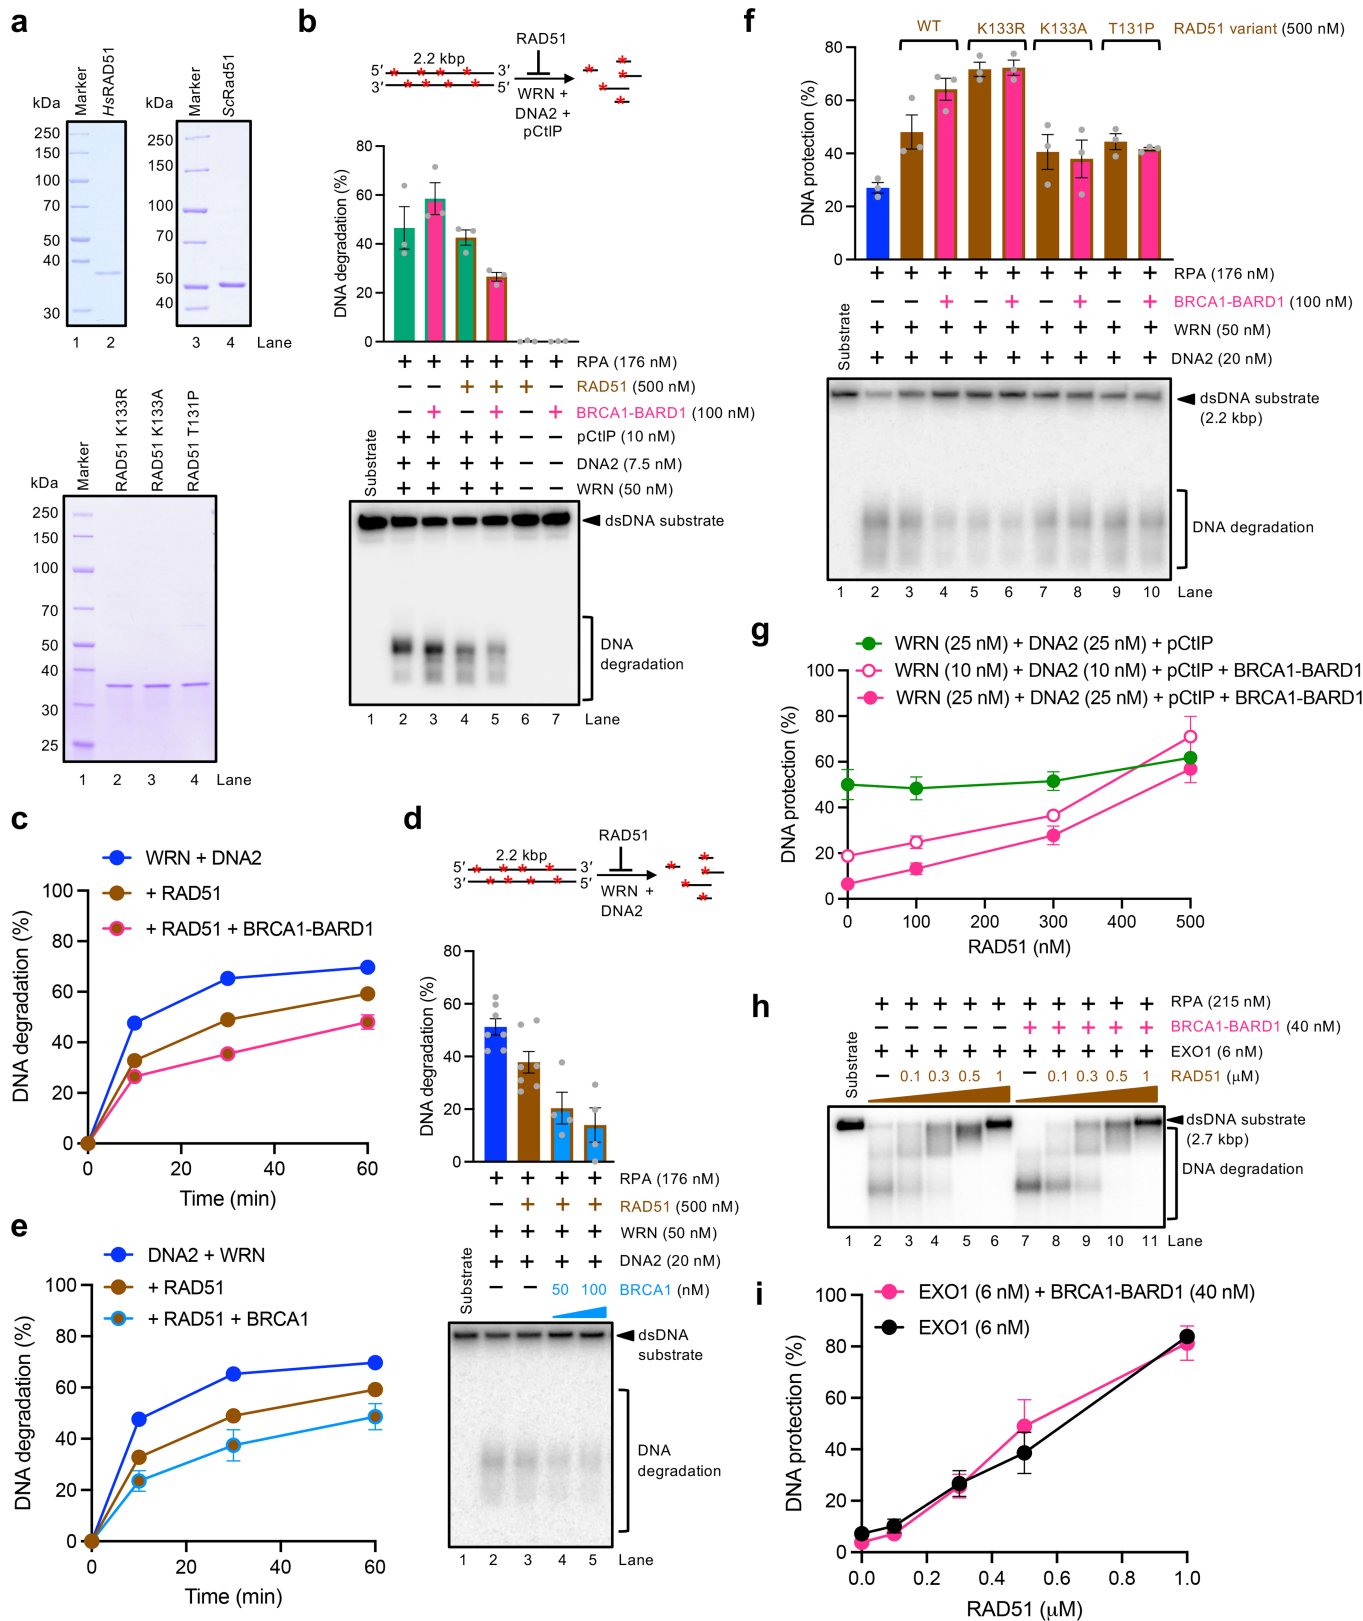 a
kDa
Marker
HsRAD51
250
150
100
70
50
40
30
1 2
kDa
Marker
ScRad51
250
150
100
70
50
40
3 4 Lane
kDa
Marker
RAD51 K133R
RAD51 K133A
RAD51 T131P
250
150
100
70
50
40
30
25
1 2 3 4 Lane
b
RAD51
2.2 kbp
5′ 3′
3′ 5′
WRN +
DNA2 +
pCtIP
DNA degradation (%)
80
60
40
20
0
+ + + + + + RPA (176 nM)
− − + + + − RAD51 (500 nM)
− + − + − + BRCA1-BARD1 (100 nM)
+ + + + − − pCtIP (10 nM)
+ + + + − − DNA2 (7.5 nM)
+ + + + − − WRN (50 nM)
Substrate
dsDNA substrate
DNA
degradation
1 2 3 4 5 6 7 Lane
c
WRN + DNA2
+ RAD51
+ RAD51 + BRCA1-BARD1
DNA degradation (%)
100
80
60
40
20
0
0 20 40 60
Time (min)
d
RAD51
2.2 kbp
5′ 3′
3′ 5′
WRN +
DNA2
DNA degradation (%)
80
60
40
20
0
+ + + + RPA (176 nM)
− + + + RAD51 (500 nM)
+ + + + WRN (50 nM)
+ + + + DNA2 (20 nM)
− − 50 100 BRCA1 (nM)
Substrate
dsDNA
substrate
DNA
degradation
1 2 3 4 5 Lane
e
DNA2 + WRN
+ RAD51
+ RAD51 + BRCA1
DNA degradation (%)
100
80
60
40
20
0
0 20 40 60
Time (min)
f
WT K133R K133A T131P RAD51 variant (500 nM)
DNA protection (%)
80
60
40
20
0
+ + + + + + + + + RPA (176 nM)
− − + − + − + − + BRCA1-BARD1 (100 nM)
+ + + + + + + + + WRN (50 nM)
+ + + + + + + + + DNA2 (20 nM)
Substrate
dsDNA substrate
(2.2 kbp)
DNA degradation
1 2 3 4 5 6 7 8 9 10 Lane
g
WRN (25 nM) + DNA2 (25 nM) + pCtIP
WRN (10 nM) + DNA2 (10 nM) + pCtIP + BRCA1-BARD1
WRN (25 nM) + DNA2 (25 nM) + pCtIP + BRCA1-BARD1
DNA protection (%)
100
80
60
40
20
0
0 100 200 300 400 500
RAD51 (nM)
h
+ + + + + + + + + + RPA (215 nM)
− − − − − + + + + + BRCA1-BARD1 (40 nM)
+ + + + + + + + + + EXO1 (6 nM)
− 0.1 0.3 0.5 1 − 0.1 0.3 0.5 1 RAD51 (μM)
Substrate
dsDNA substrate
(2.7 kbp)
DNA degradation
1 2 3 4 5 6 7 8 9 10 11 Lane
i
EXO1 (6 nM) + BRCA1-BARD1 (40 nM)
EXO1 (6 nM)
DNA protection (%)
100
80
60
40
20
0
0.0 0.2 0.4 0.6 0.8 1.0
RAD51 (μM)